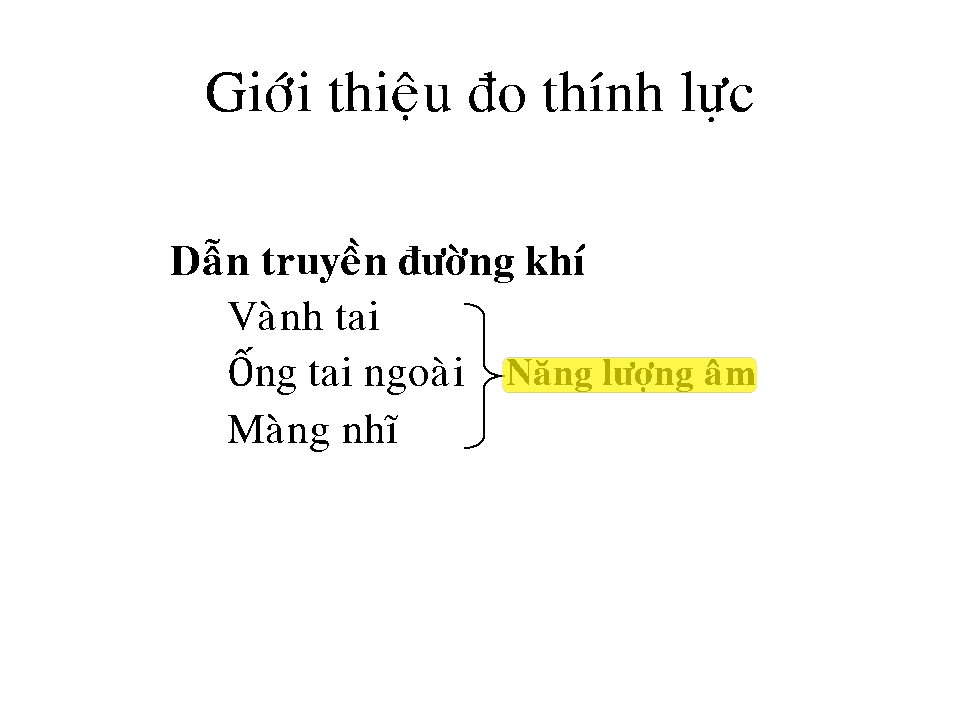 Giới thiệu đo thính lực
Dẫn truyền đường khí
Vành tai
Ống tai ngoài
Năng lượng âm
Màng nhĩ